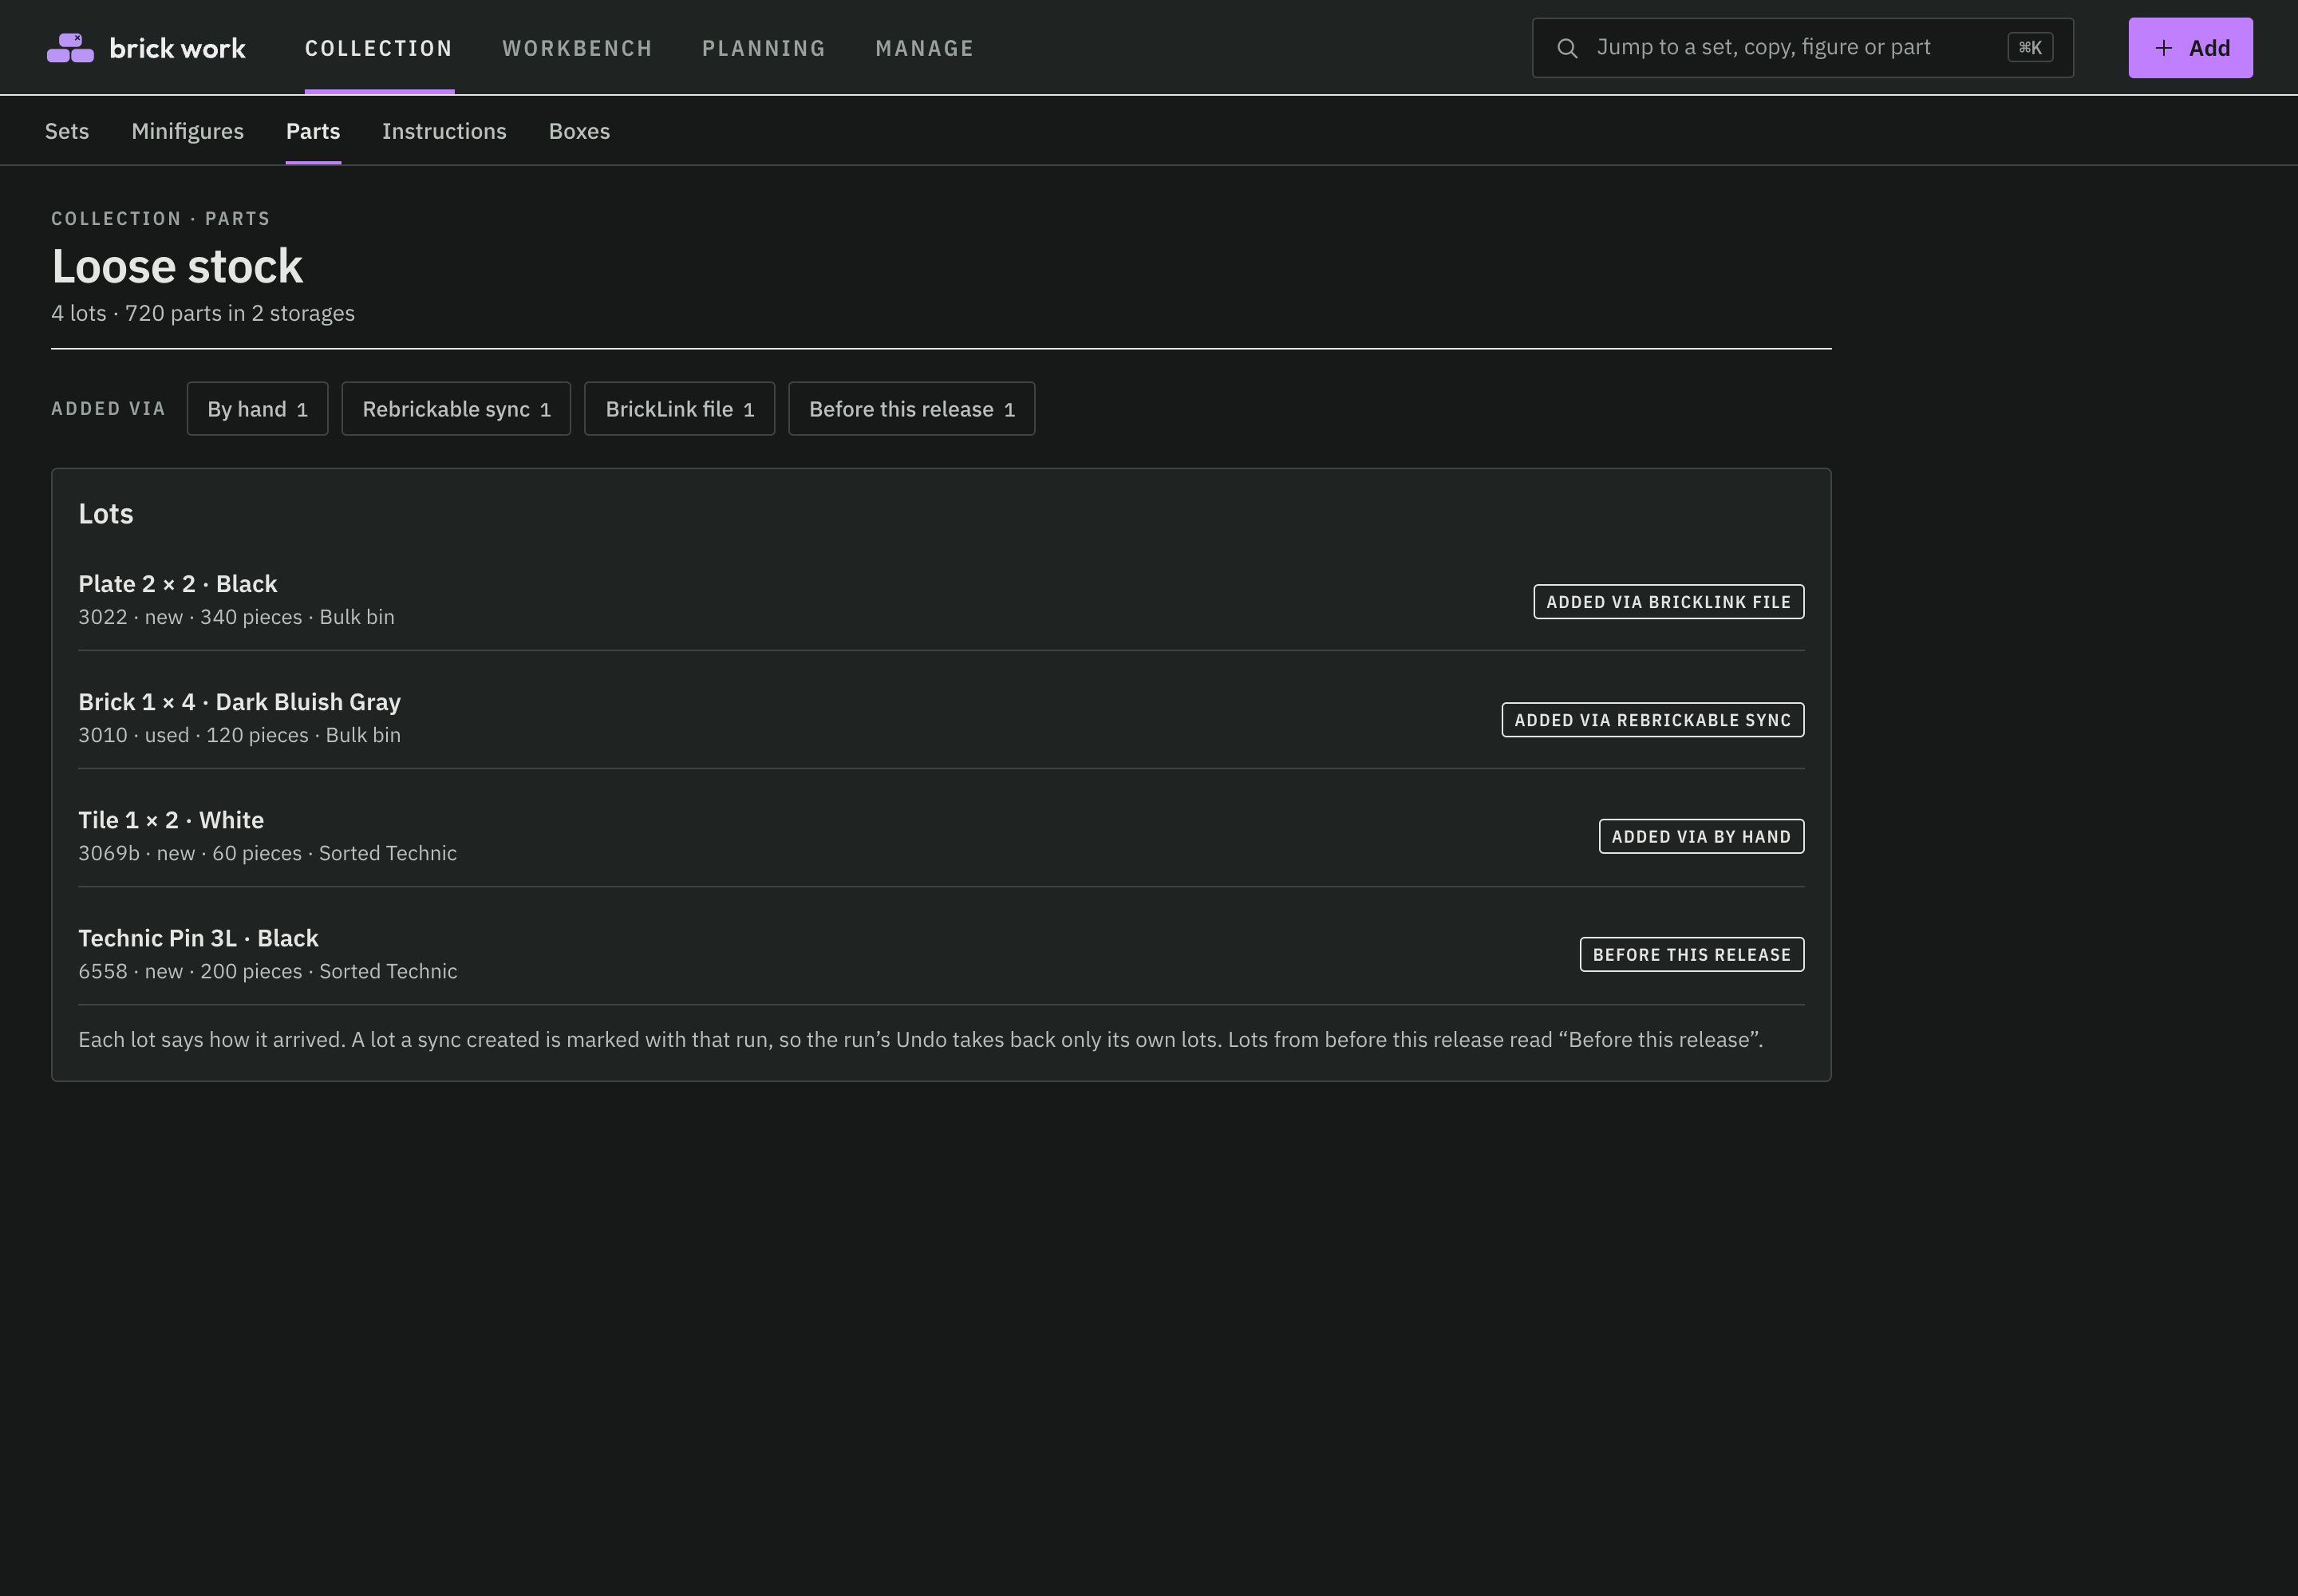 brick work
COLLECTION
WORKBENCH
PLANNING
MANAGE
Jump to a set, copy, figure or part
⌘K
+ Add
Sets
Minifigures
Parts
Instructions
Boxes
COLLECTION · PARTS
Loose stock
4 lots · 720 parts in 2 storages
ADDED VIA
By hand 1
Rebrickable sync 1
BrickLink file 1
Before this release 1
Lots
Plate 2 × 2 · Black
3022 · new · 340 pieces · Bulk bin
ADDED VIA BRICKLINK FILE
Brick 1 × 4 · Dark Bluish Gray
3010 · used · 120 pieces · Bulk bin
ADDED VIA REBRICKABLE SYNC
Tile 1 × 2 · White
3069b · new · 60 pieces · Sorted Technic
ADDED VIA BY HAND
Technic Pin 3L · Black
6558 · new · 200 pieces · Sorted Technic
BEFORE THIS RELEASE
Each lot says how it arrived. A lot a sync created is marked with that run, so the run’s Undo takes back only its own lots. Lots from before this release read “Before this release”.